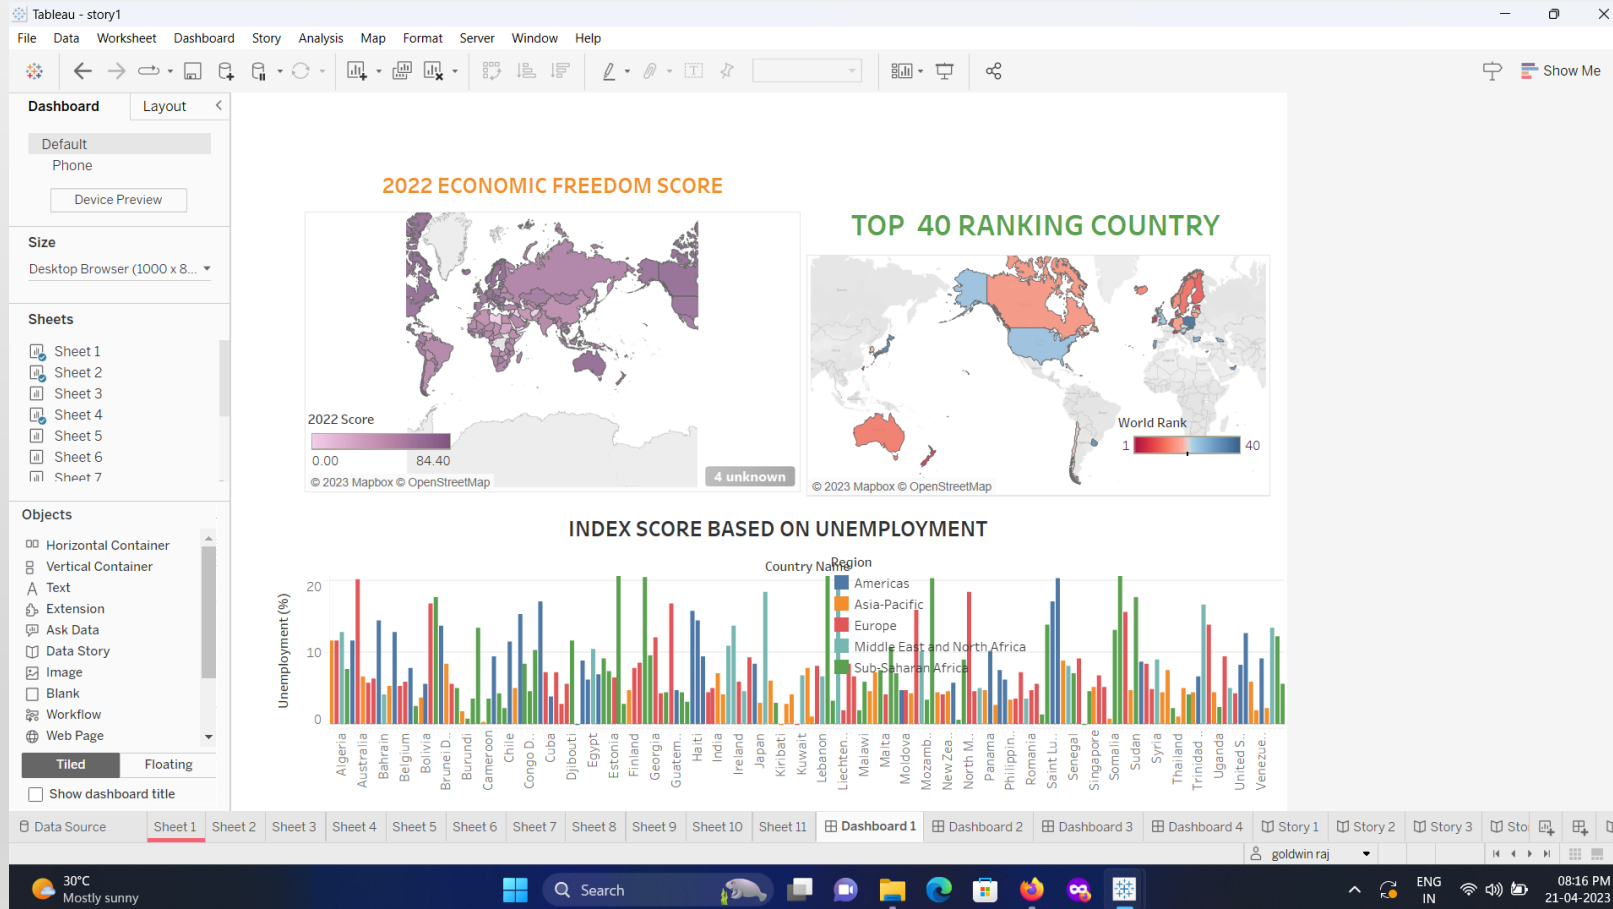 Tableau - story1
File Data Worksheet Dashboard Story Analysis Map Format Server Window Help
Show Me
Dashboard Layout
Default
Phone
Device Preview
Size
Desktop Browser (1000 x 8...
Sheets
Sheet 1
Sheet 2
Sheet 3
Sheet 4
Sheet 5
Sheet 6
Sheet 7
Objects
Horizontal Container
Vertical Container
Text
Extension
Ask Data
Data Story
Image
Blank
Workflow
Web Page
Tiled Floating
Show dashboard title
2022 ECONOMIC FREEDOM SCORE
2022 Score
0.00 84.40
© 2023 Mapbox © OpenStreetMap
4 unknown
TOP 40 RANKING COUNTRY
World Rank
1 40
© 2023 Mapbox © OpenStreetMap
INDEX SCORE BASED ON UNEMPLOYMENT
Country Name
Region
Americas
Asia-Pacific
Europe
Middle East and North Africa
Sub-Saharan Africa
Unemployment (%)
20
10
0
Algeria
Australia
Bahrain
Belgium
Bolivia
Brunei D..
Burundi
Cameroon
Chile
Congo D..
Cuba
Djibouti
Egypt
Estonia
Finland
Georgia
Guatem..
Haiti
India
Ireland
Japan
Kiribati
Kuwait
Lebanon
Liechten..
Malawi
Malta
Moldova
Mozamb..
New Zea..
North M..
Panama
Philippin..
Romania
Saint Lu..
Senegal
Singapore
Somalia
Sudan
Syria
Thailand
Trinidad ..
Uganda
United S..
Venezue..
Data Source Sheet 1 Sheet 2 Sheet 3 Sheet 4 Sheet 5 Sheet 6 Sheet 7 Sheet 8 Sheet 9 Sheet 10 Sheet 11 Dashboard 1 Dashboard 2 Dashboard 3 Dashboard 4 Story 1 Story 2 Story 3 Sto
goldwin raj
30°C
Mostly sunny
Search
ENG
IN
08:16 PM
21-04-2023